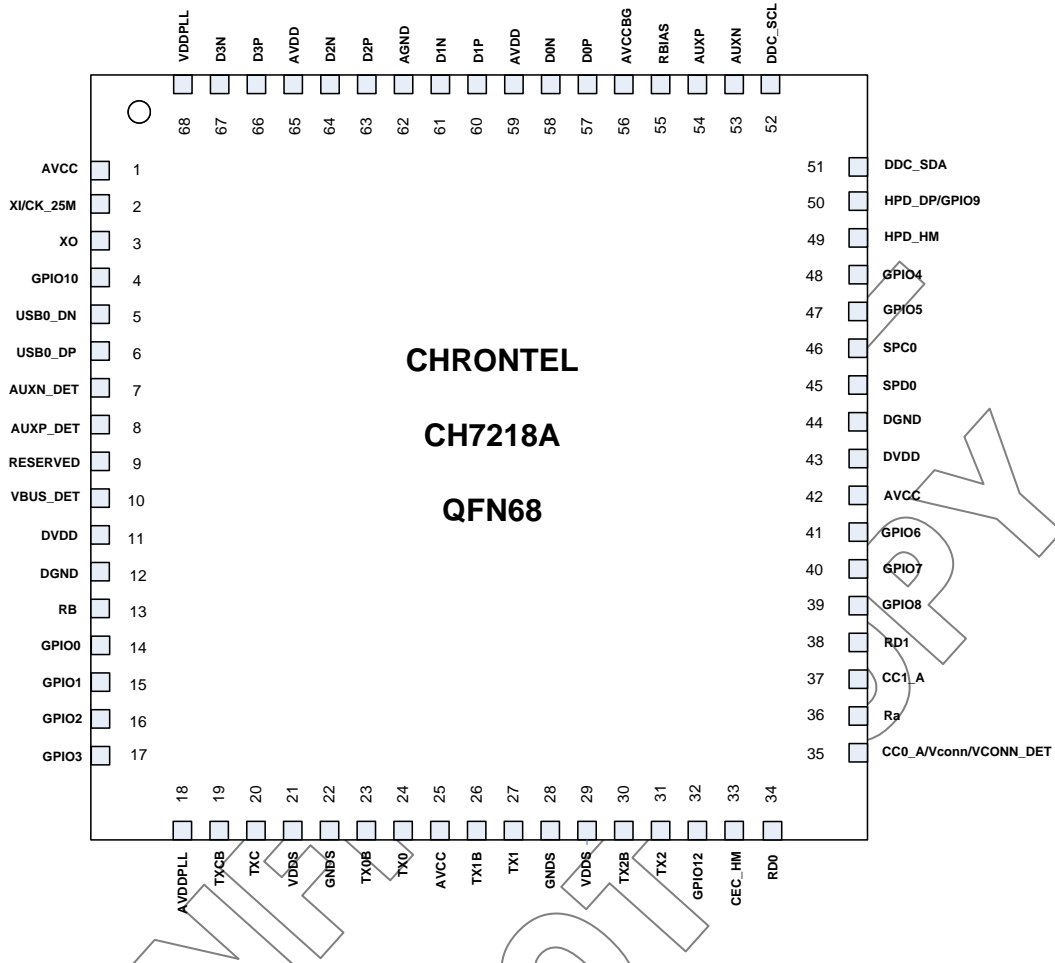 VDDPLL D3N D3P AVDD D2N D2P AGND D1N D1P AVDD D0N D0P AVCCBG RBIAS AUXP AUXN DDC_SCL
68 67 66 65 64 63 62 61 60 59 58 57 56 55 54 53 52
AVCC 1
XI/CK_25M 2
XO 3
GPIO10 4
USB0_DN 5
USB0_DP 6
AUXN_DET 7
AUXP_DET 8
RESERVED 9
VBUS_DET 10
DVDD 11
DGND 12
RB 13
GPIO0 14
GPIO1 15
GPIO2 16
GPIO3 17
CHRONTEL
CH7218A
QFN68
51 DDC_SDA
50 HPD_DP/GPIO9
49 HPD_HM
48 GPIO4
47 GPIO5
46 SPC0
45 SPD0
44 DGND
43 DVDD
42 AVCC
41 GPIO6
40 GPIO7
39 GPIO8
38 RD1
37 CC1_A
36 Ra
35 CC0_A/Vconn/VCONN_DET
18 19 20 21 22 23 24 25 26 27 28 29 30 31 32 33 34
AVDDPLL TXCB TXC VDDS GNDS TX0B TX0 AVCC TX1B TX1 GNDS VDDS TX2B TX2 GPIO12 CEC_HM RD0